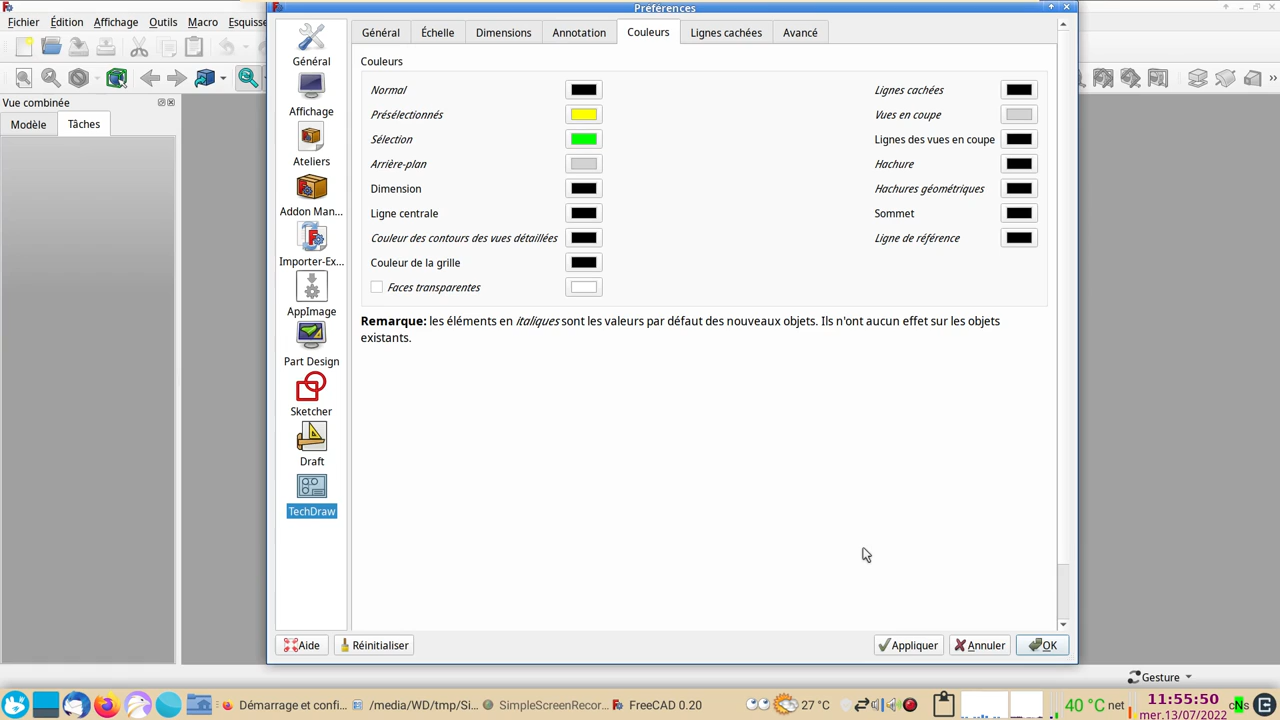 Préférences
Fichier Édition Affichage Outils Macro Esquisse
Vue combinée
Modèle Tâches
Général
Affichage
Ateliers
Addon Man...
Importer-Ex...
AppImage
Part Design
Sketcher
Draft
TechDraw
Général Échelle Dimensions Annotation Couleurs Lignes cachées Avancé
Couleurs
Normal
Présélectionnés
Sélection
Arrière-plan
Dimension
Ligne centrale
Couleur des contours des vues détaillées
Couleur de la grille
Faces transparentes
Lignes cachées
Vues en coupe
Lignes des vues en coupe
Hachure
Hachures géométriques
Sommet
Ligne de référence
Remarque: les éléments en italiques sont les valeurs par défaut des nouveaux objets. Ils n'ont aucun effet sur les objets
existants.
Aide Réinitialiser Appliquer Annuler OK
Gesture
Démarrage et confi... /media/WD/tmp/Si... SimpleScreenRecor... FreeCAD 0.20 27 °C 40 °C net 11:55:50 cNs
mer.13/07/2022